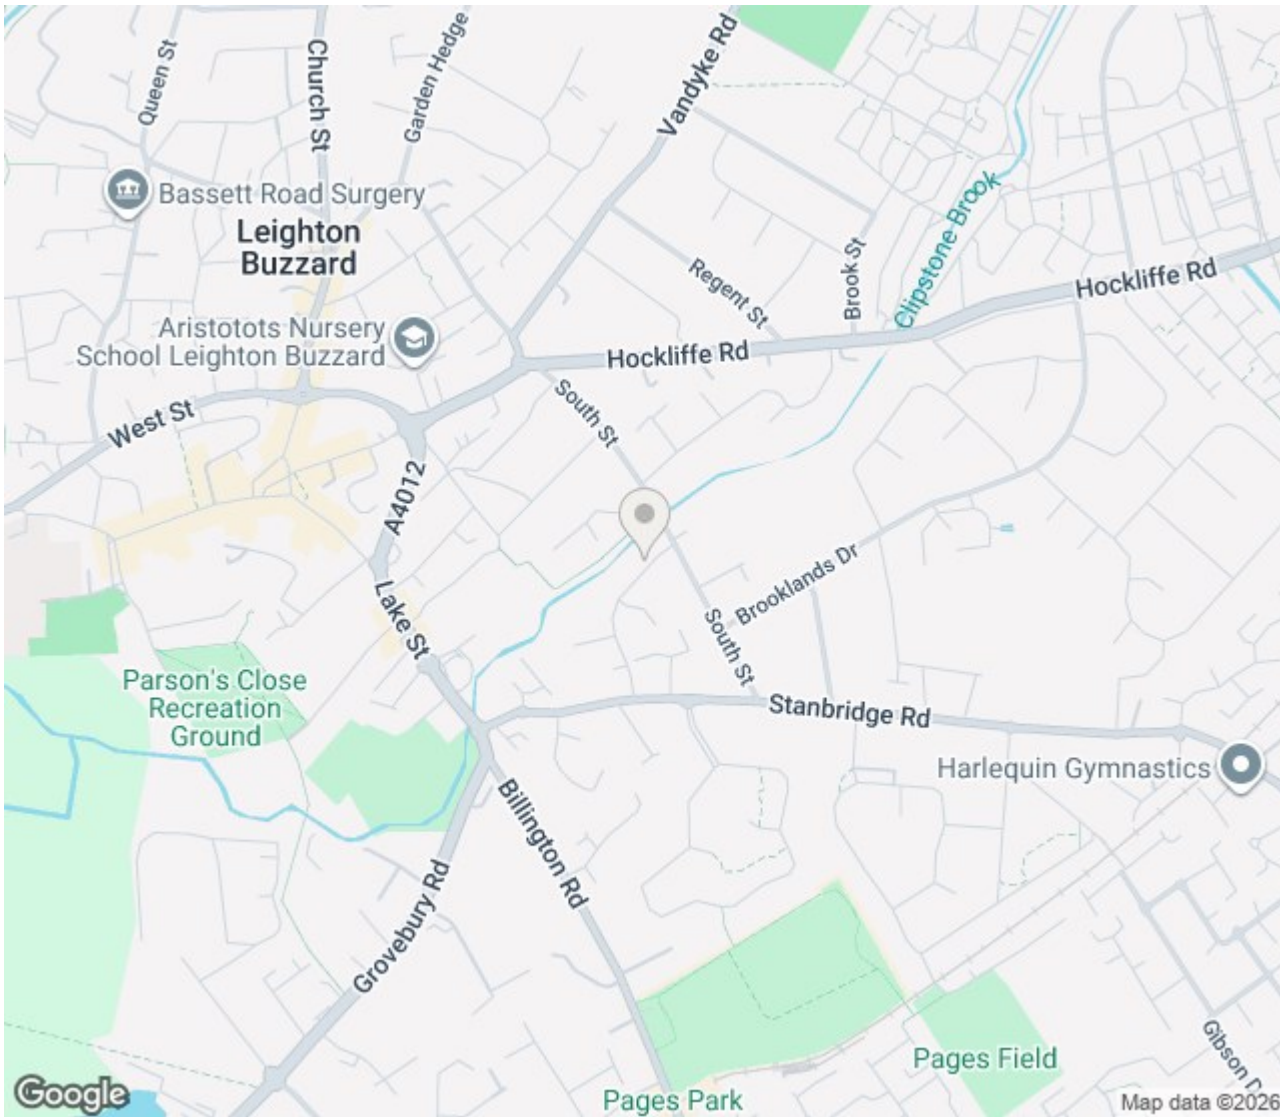 Queen St
Church St
Garden Hedge
Vandyke Rd
Bassett Road Surgery
Leighton
Buzzard
Clipstone Brook
Brook St
Regent St
Hockliffe Rd
Aristotots Nursery
School Leighton Buzzard
Hockliffe Rd
West St
South St
A4012
Brooklands Dr
Lake St
South St
Parson's Close
Recreation
Ground
Stanbridge Rd
Harlequin Gymnastics
Billington Rd
Grovebury Rd
Pages Field
Gibson D
Pages Park
Google
Map data ©2026